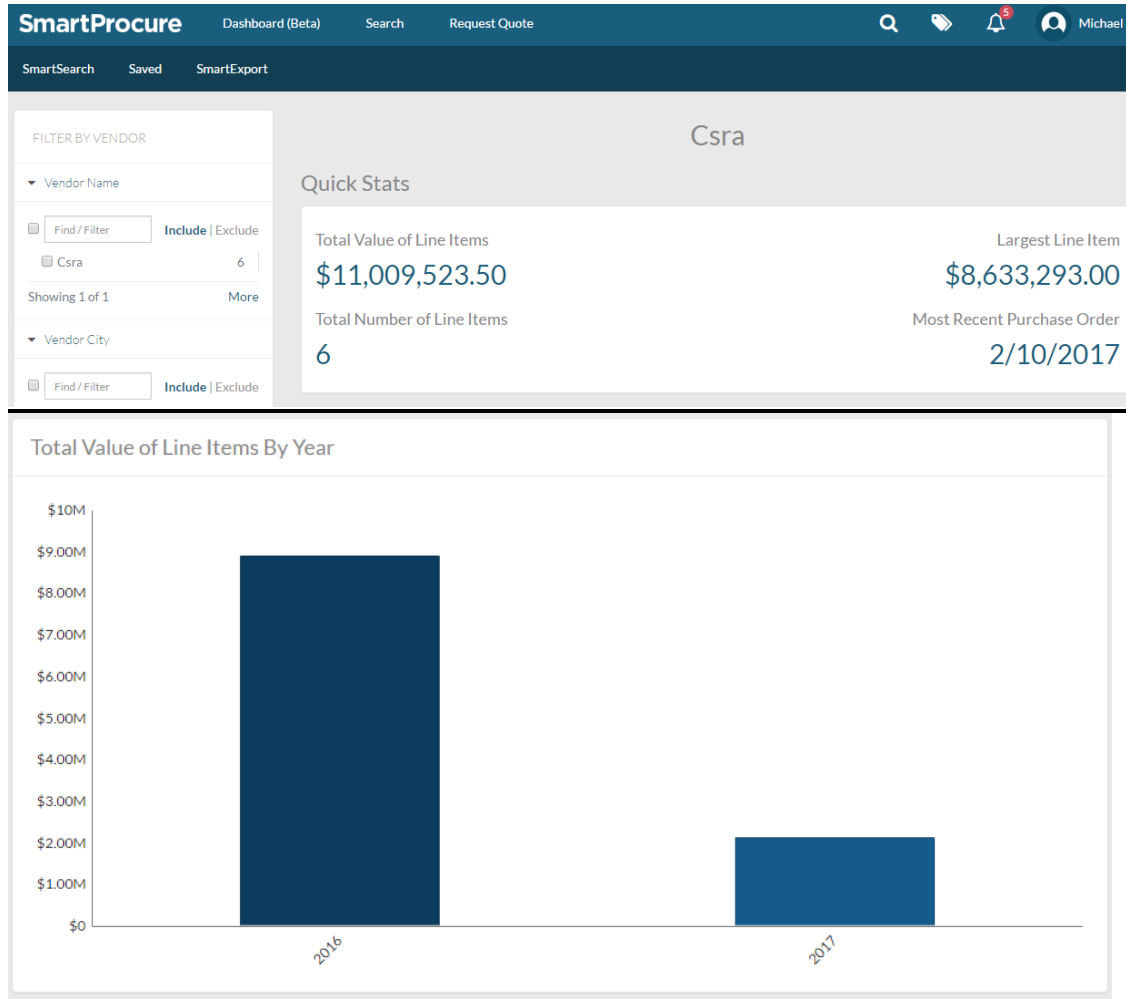 SmartProcure Dashboard (Beta) Search Request Quote 5 Michael
SmartSearch Saved SmartExport
FILTER BY VENDOR
Vendor Name
Find / Filter Include | Exclude
Csra 6
Showing 1 of 1 More
Vendor City
Find / Filter Include | Exclude
Csra
Quick Stats
Total Value of Line Items
$11,009,523.50
Largest Line Item
$8,633,293.00
Total Number of Line Items
6
Most Recent Purchase Order
2/10/2017
Total Value of Line Items By Year
$10M
$9.00M
$8.00M
$7.00M
$6.00M
$5.00M
$4.00M
$3.00M
$2.00M
$1.00M
$0
2016
2017